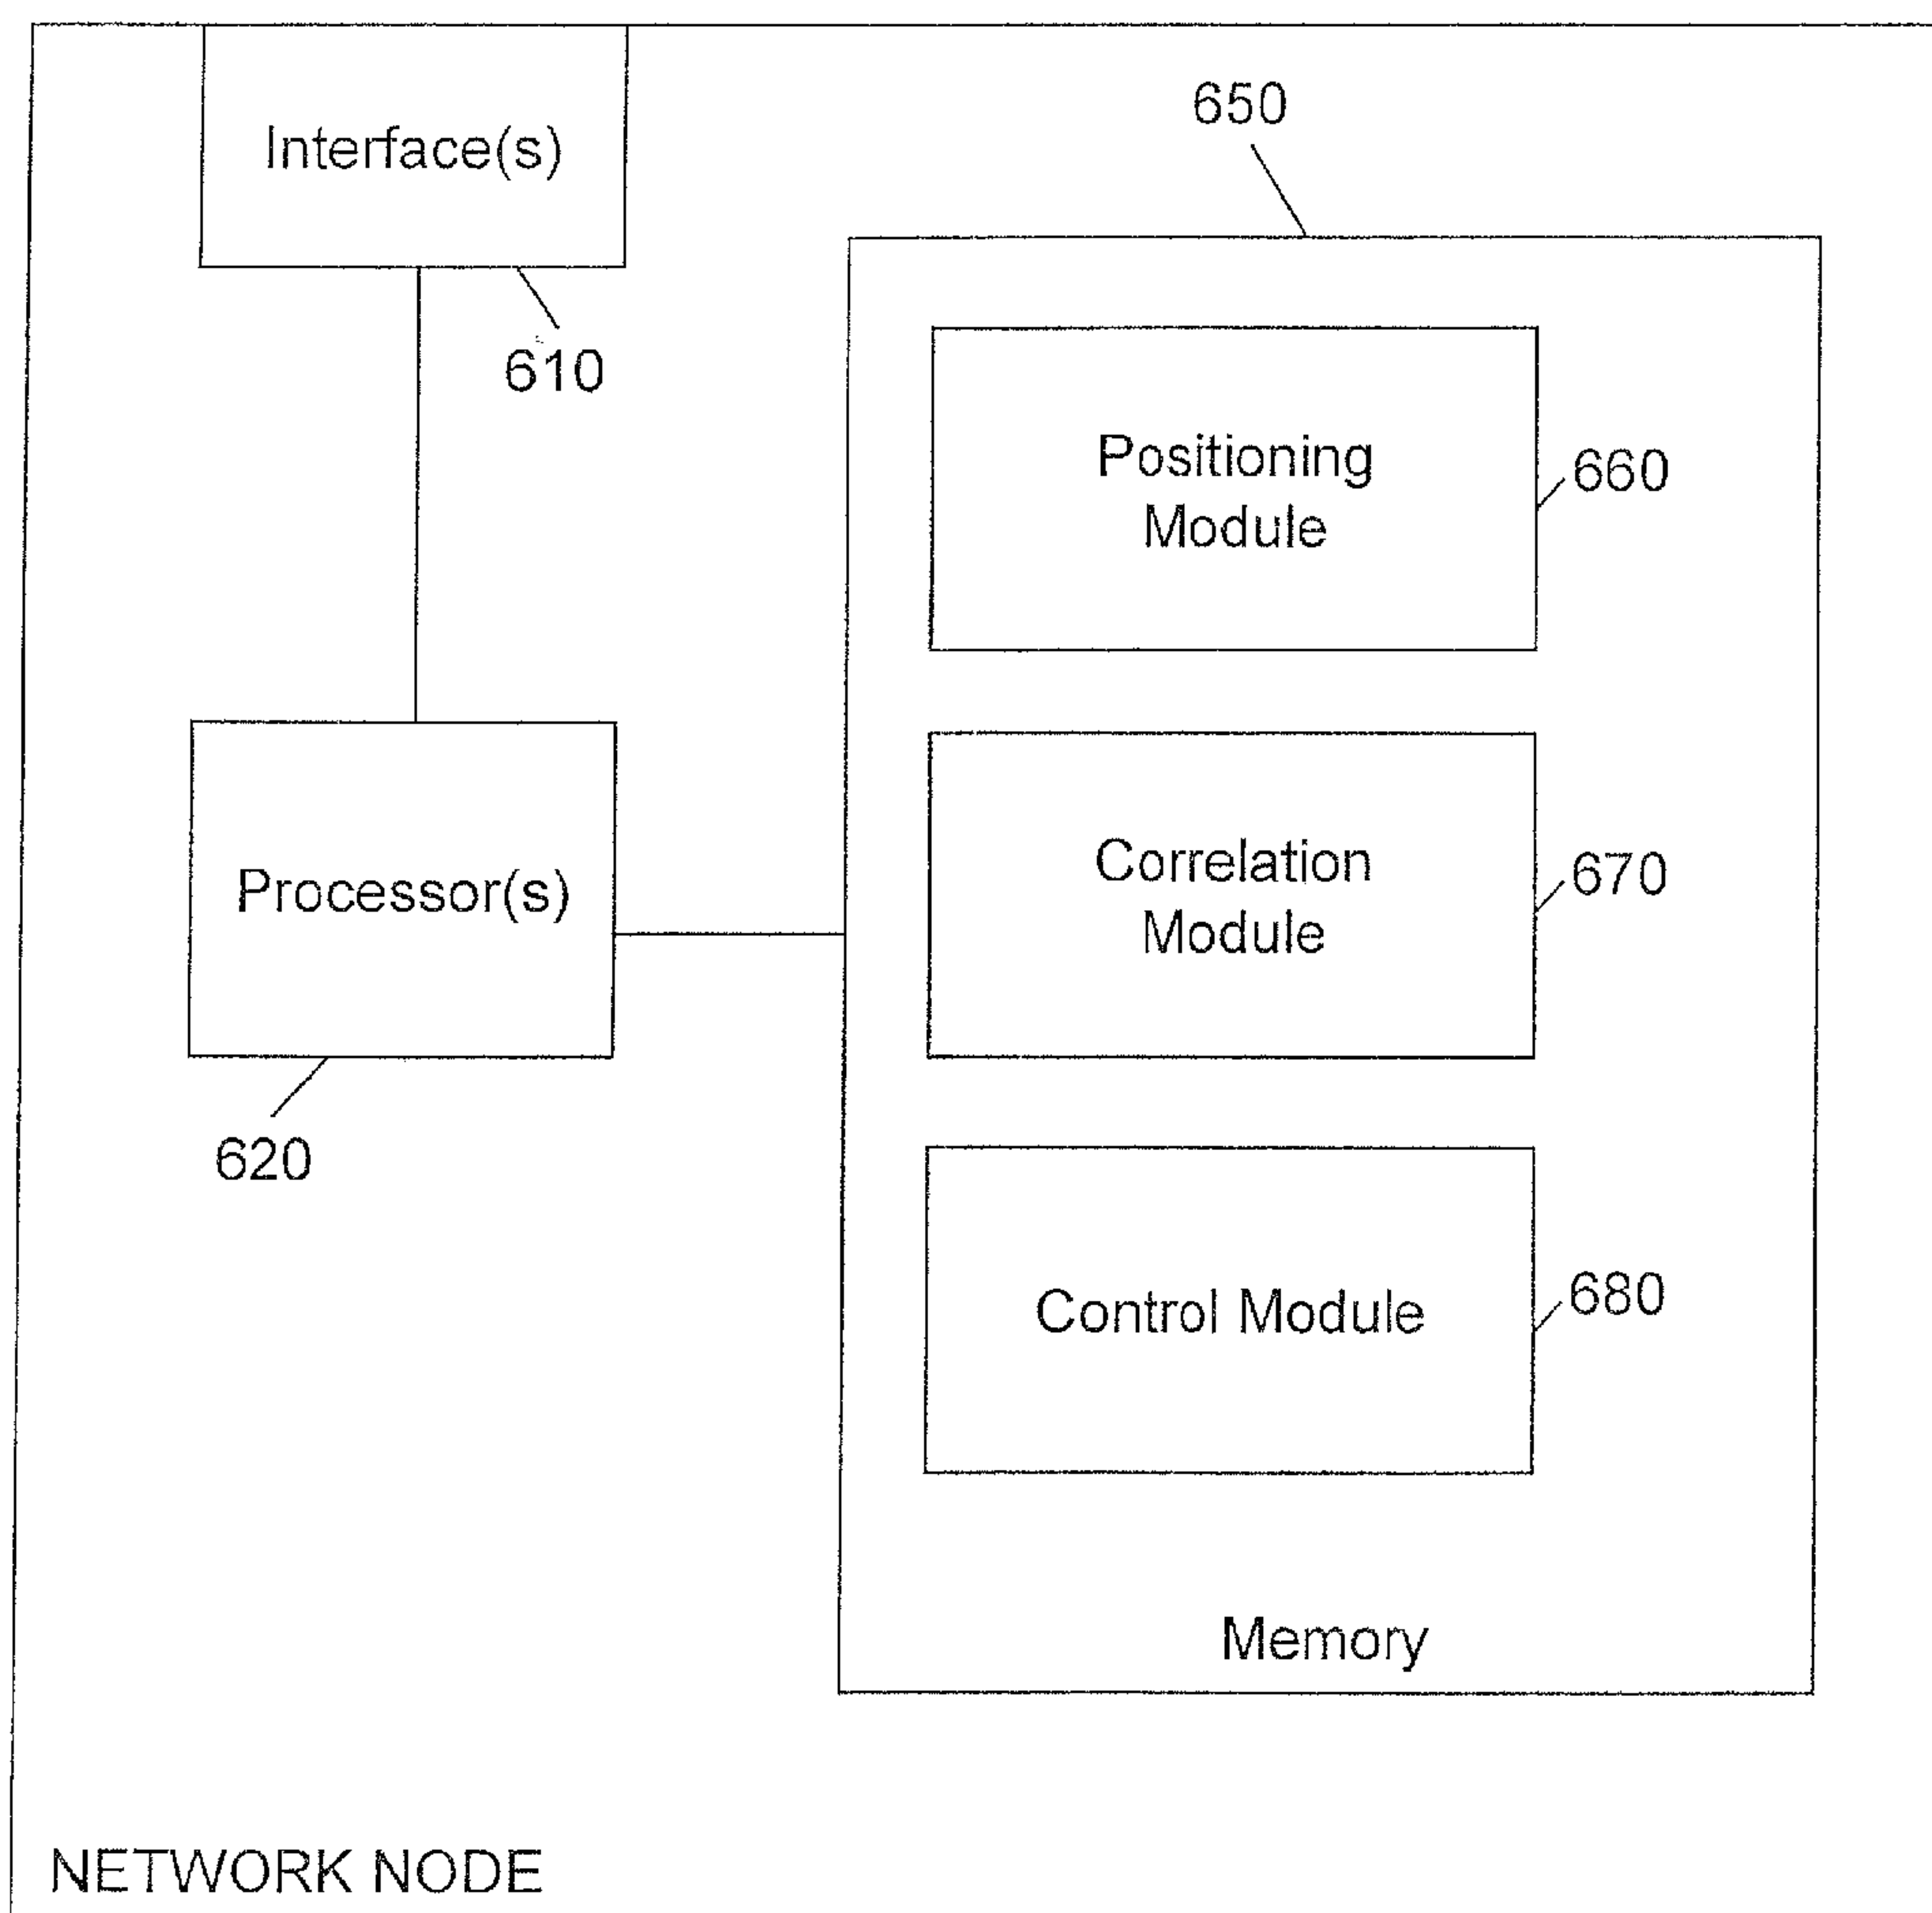 Interface(s)
610
650
Positioning
Module
660
Processor(s)
620
Correlation
Module
670
Control Module
680
Memory
NETWORK NODE